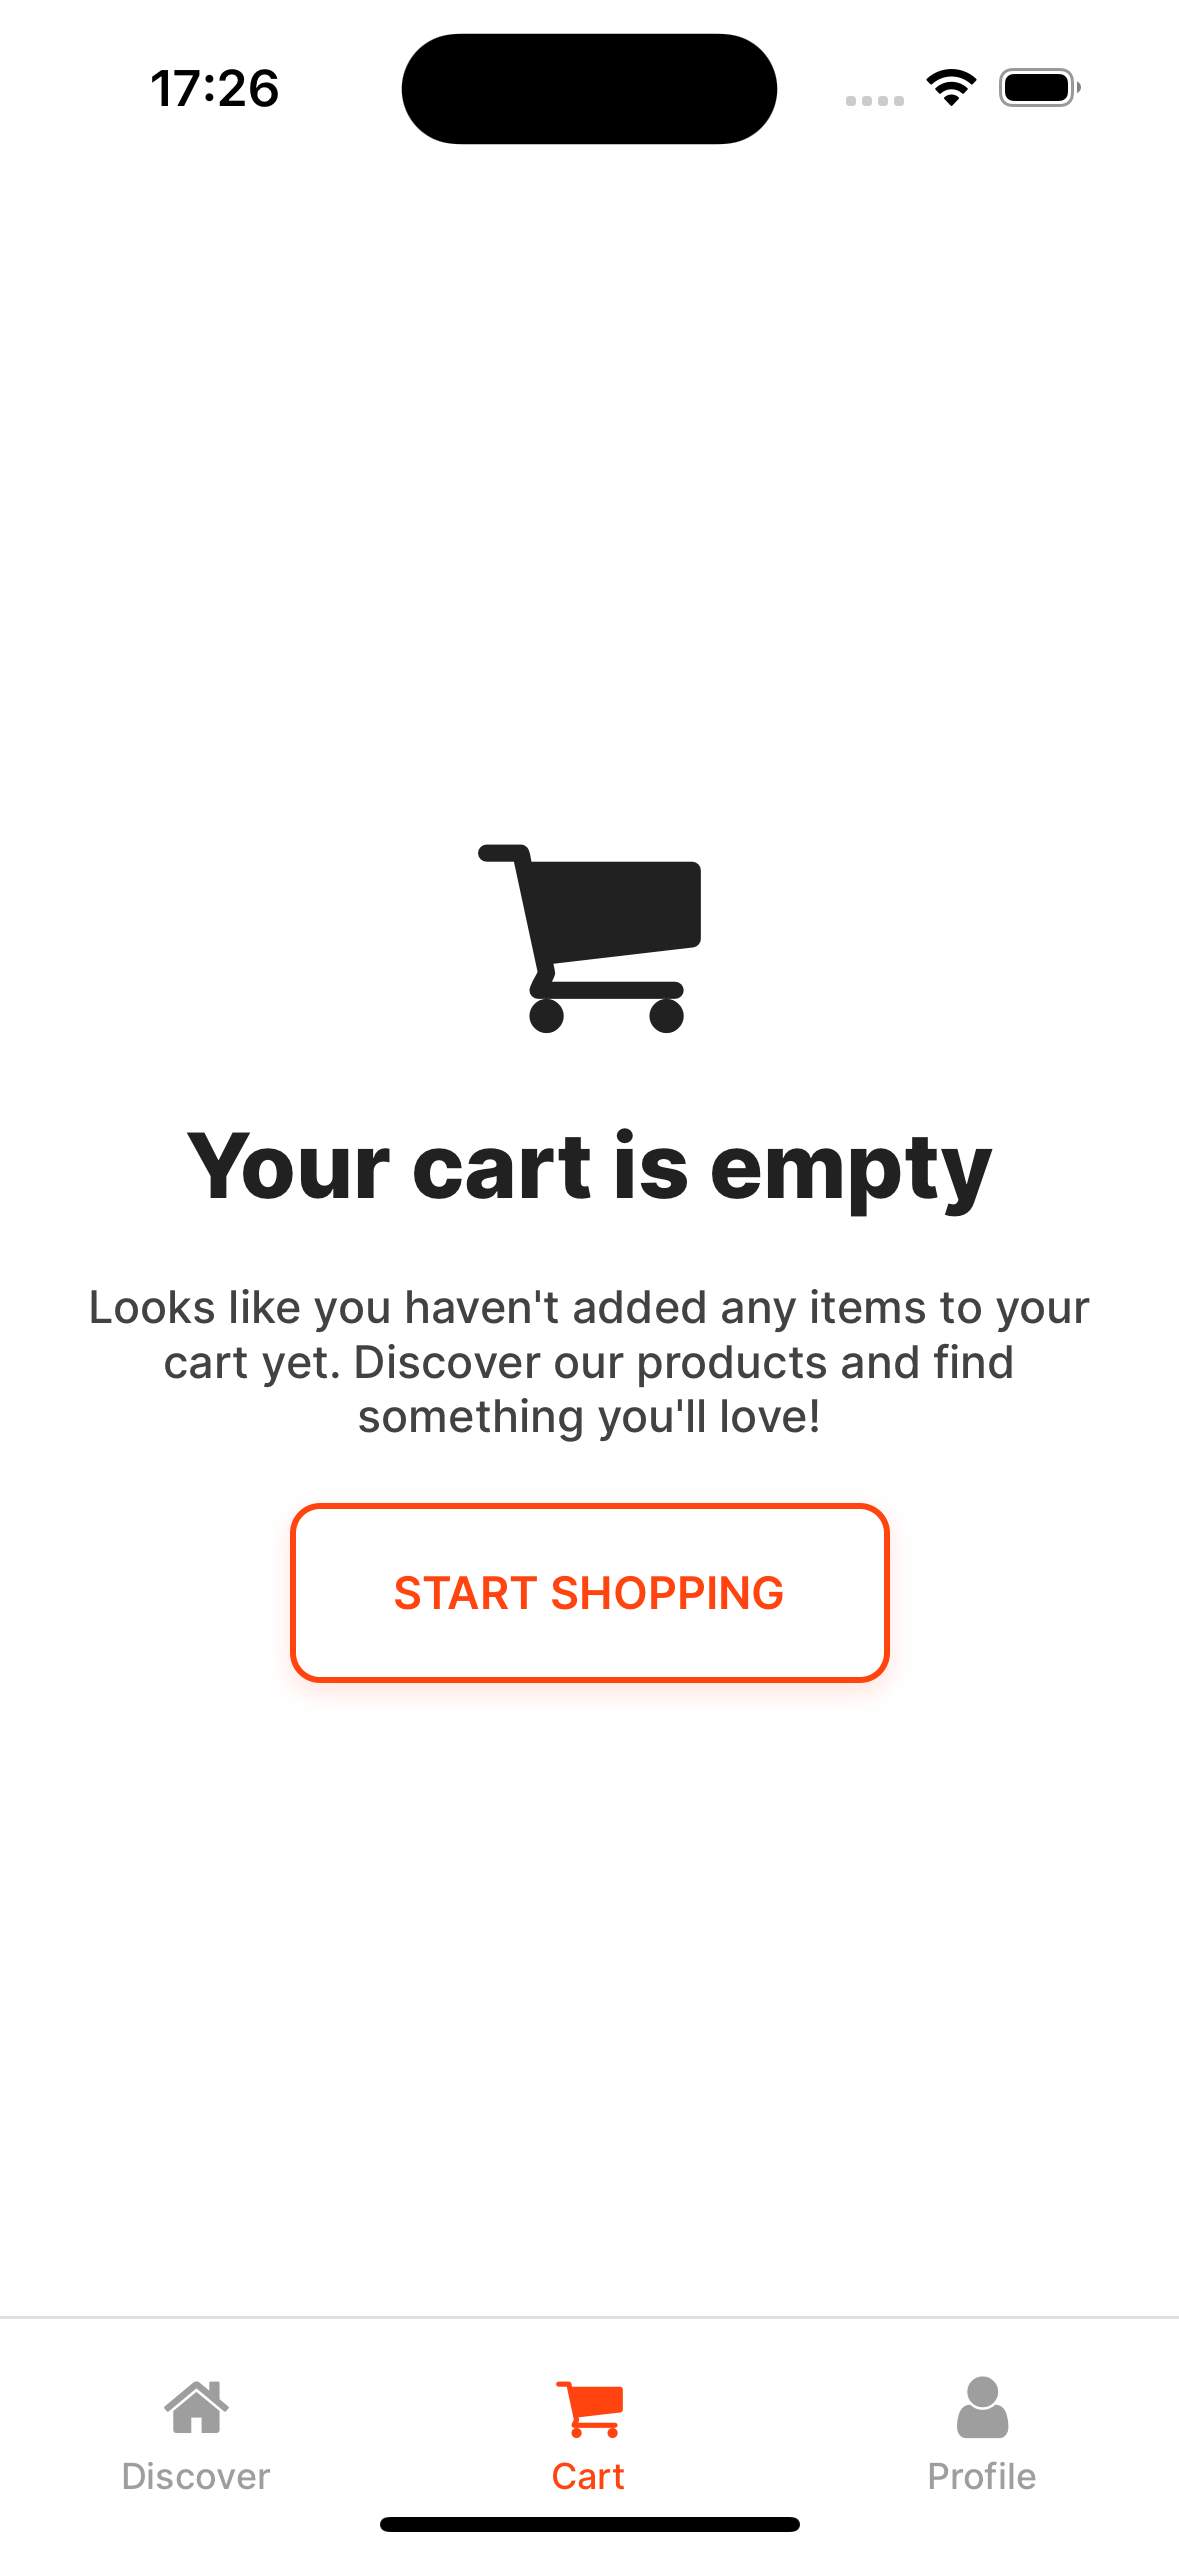 17:26
Your cart is empty
Looks like you haven't added any items to your
cart yet. Discover our products and find
something you'll love!
START SHOPPING
Discover
Cart
Profile